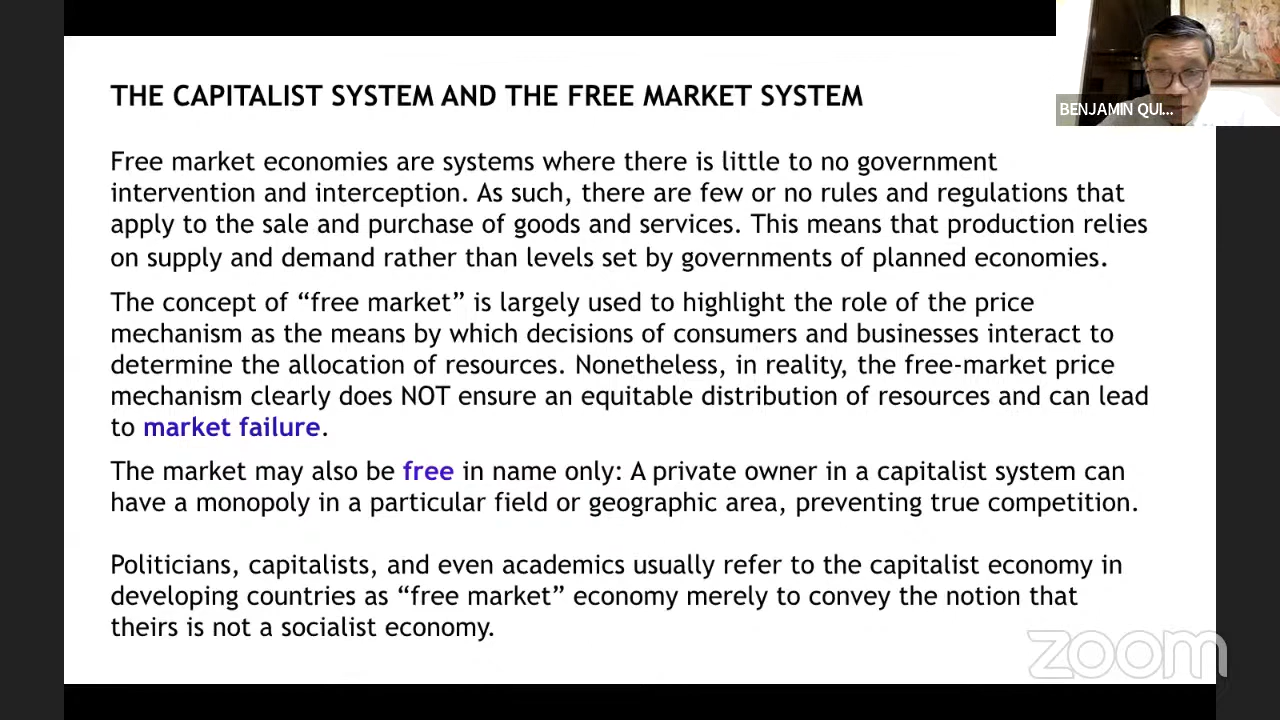 THE CAPITALIST SYSTEM AND THE FREE MARKET SYSTEM
BENJAMIN QUI...
Free market economies are systems where there is little to no government
intervention and interception. As such, there are few or no rules and regulations that
apply to the sale and purchase of goods and services. This means that production relies
on supply and demand rather than levels set by governments of planned economies.
The concept of “free market” is largely used to highlight the role of the price
mechanism as the means by which decisions of consumers and businesses interact to
determine the allocation of resources. Nonetheless, in reality, the free-market price
mechanism clearly does NOT ensure an equitable distribution of resources and can lead
to market failure.
The market may also be free in name only: A private owner in a capitalist system can
have a monopoly in a particular field or geographic area, preventing true competition.
Politicians, capitalists, and even academics usually refer to the capitalist economy in
developing countries as “free market” economy merely to convey the notion that
theirs is not a socialist economy.
zoom